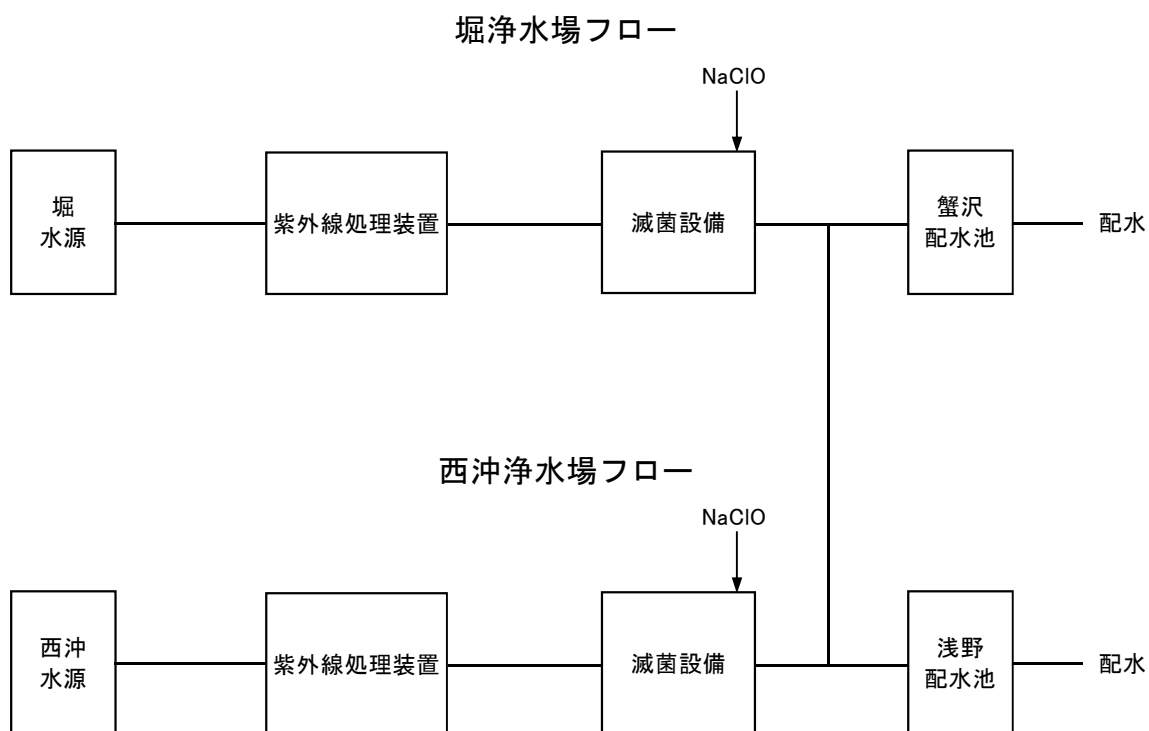 堀浄水場フロー
NaClO
堀
水源
紫外線処理装置
滅菌設備
蟹沢
配水池
配水
西沖浄水場フロー
NaClO
西沖
水源
紫外線処理装置
滅菌設備
浅野
配水池
配水